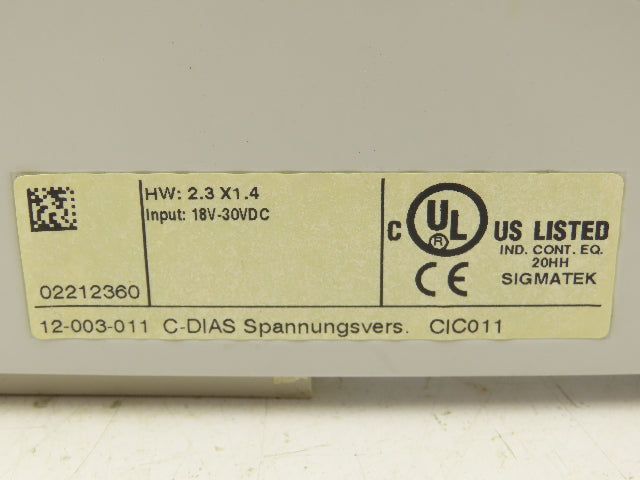 HW: 2.3 X1.4
Input: 18V-30VDC
02212360
C UL ® US LISTED
IND. CONT. EQ.
20HH
CE SIGMATEK
12-003-011 C-DIAS Spannungsvers. CIC011